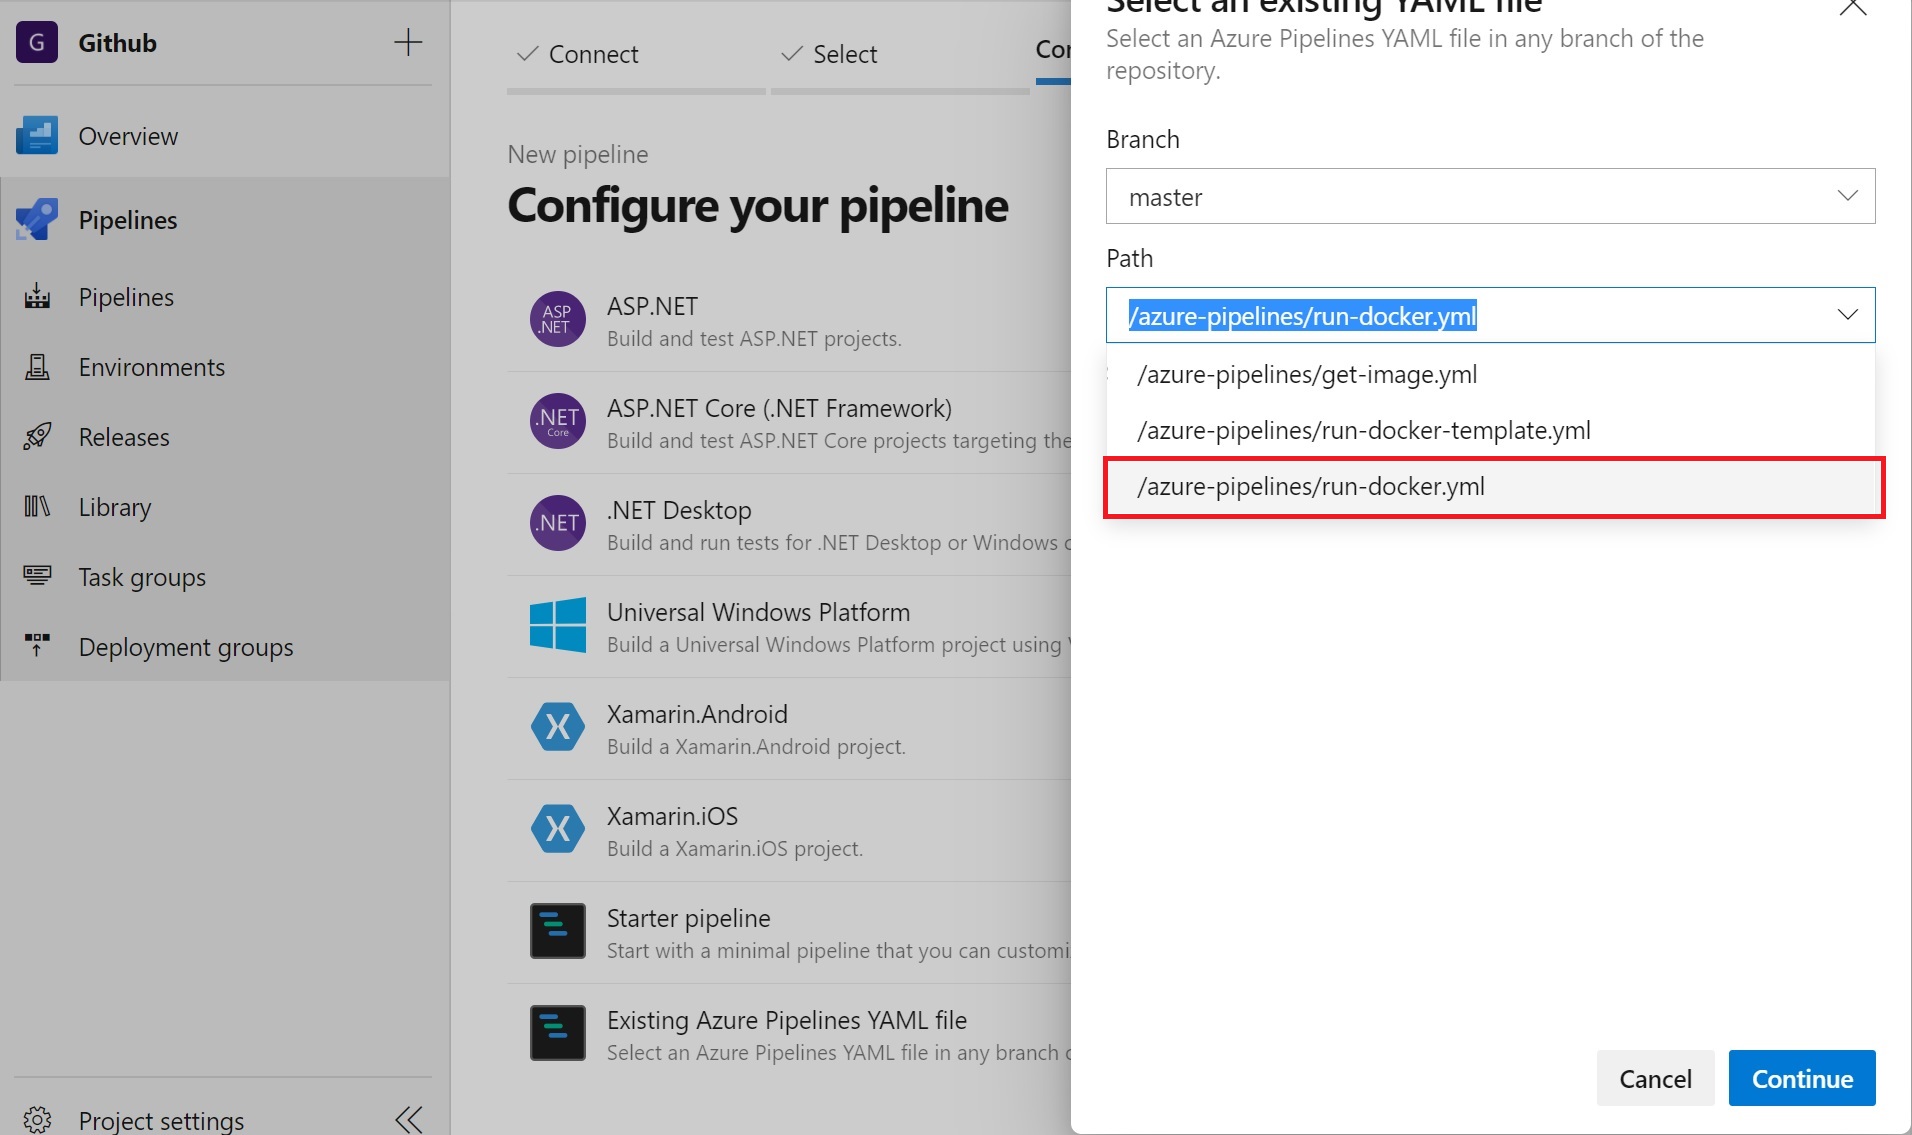 G Github
Overview
Pipelines
Pipelines
Environments
Releases
Library
Task groups
Deployment groups
Project settings
Connect
Select
New pipeline
Configure your pipeline
ASP .NET
ASP.NET
Build and test ASP.NET projects.
.NET Core
ASP.NET Core (.NET Framework)
Build and test ASP.NET Core projects targeting the
.NET
.NET Desktop
Build and run tests for .NET Desktop or Windows
Universal Windows Platform
Build a Universal Windows Platform project using
Xamarin.Android
Build a Xamarin.Android project.
Xamarin.iOS
Build a Xamarin.iOS project.
Starter pipeline
Start with a minimal pipeline that you can customi
Existing Azure Pipelines YAML file
Select an Azure Pipelines YAML file in any branch
Select an existing YAML file
Select an Azure Pipelines YAML file in any branch of the
repository.
Branch
master
Path
/azure-pipelines/run-docker.yml
/azure-pipelines/get-image.yml
/azure-pipelines/run-docker-template.yml
/azure-pipelines/run-docker.yml
Cancel
Continue